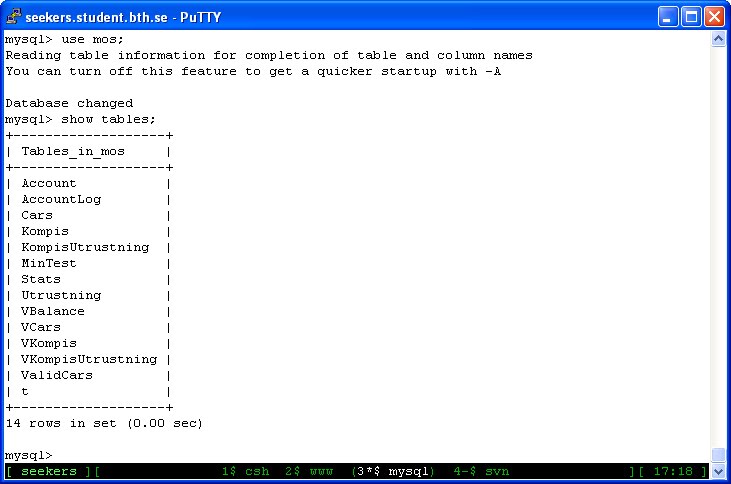 seekers.student.bth.se - PuTTY
mysql> use mos;
Reading table information for completion of table and column names
You can turn off this feature to get a quicker startup with -A
Database changed
mysql> show tables;
+-------------------+
| Tables_in_mos     |
+-------------------+
| Account           |
| AccountLog        |
| Cars              |
| Kompis            |
| KompisUtrustning  |
| MinTest           |
| Stats             |
| Utrustning        |
| VBalance          |
| VCars             |
| VKompis           |
| VKompisUtrustning |
| ValidCars         |
| t                 |
+-------------------+
14 rows in set (0.00 sec)
mysql>
[ seekers ][ 1$ csh 2$ www (3*$ mysql) 4-$ svn ][ 17:18 ]